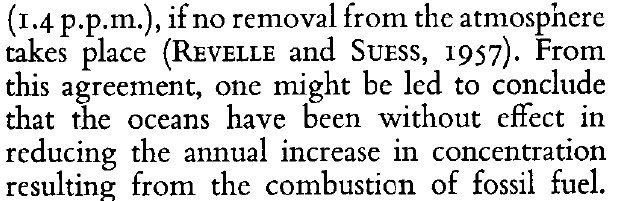 (1.4 p.p.m.), if no removal from the atmosphere
takes place (REVELLE and SUESS, 1957). From
this agreement, one might be led to conclude
that the oceans have been without effect in
reducing the annual increase in concentration
resulting from the combustion of fossil fuel.